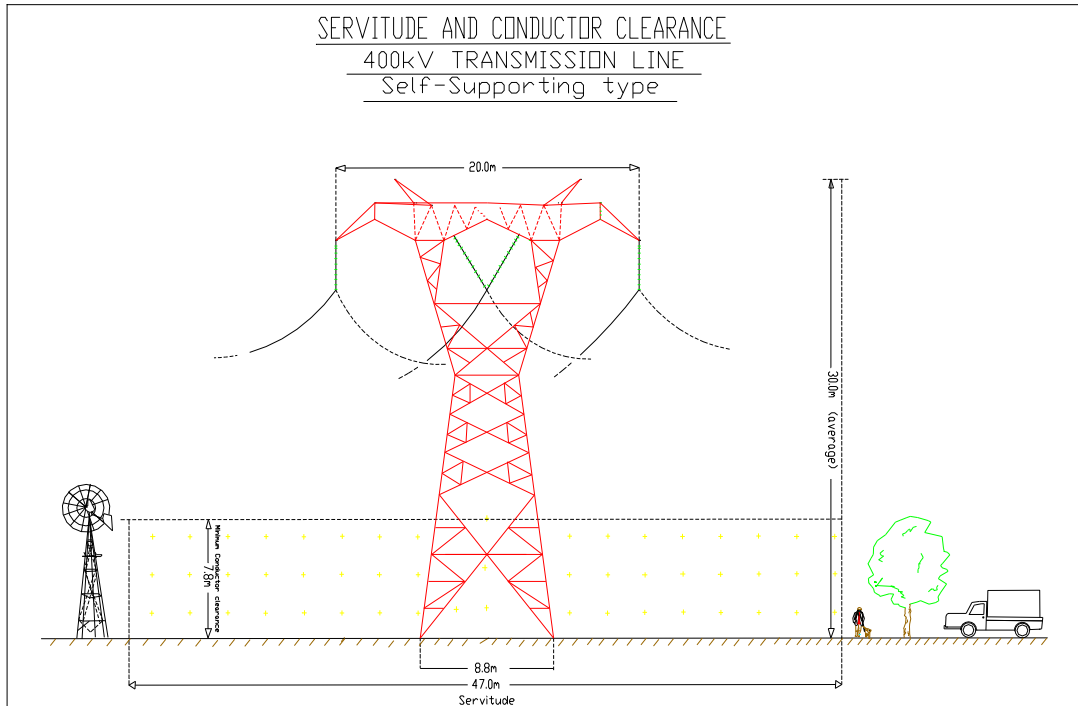 SERVITUDE AND CONDUCTOR CLEARANCE
400kV TRANSMISSION LINE
Self-Supporting type
20.0m
30.0m (average)
Minimum Conductor clearance
7.8m
8.8m
47.0m
Servitude